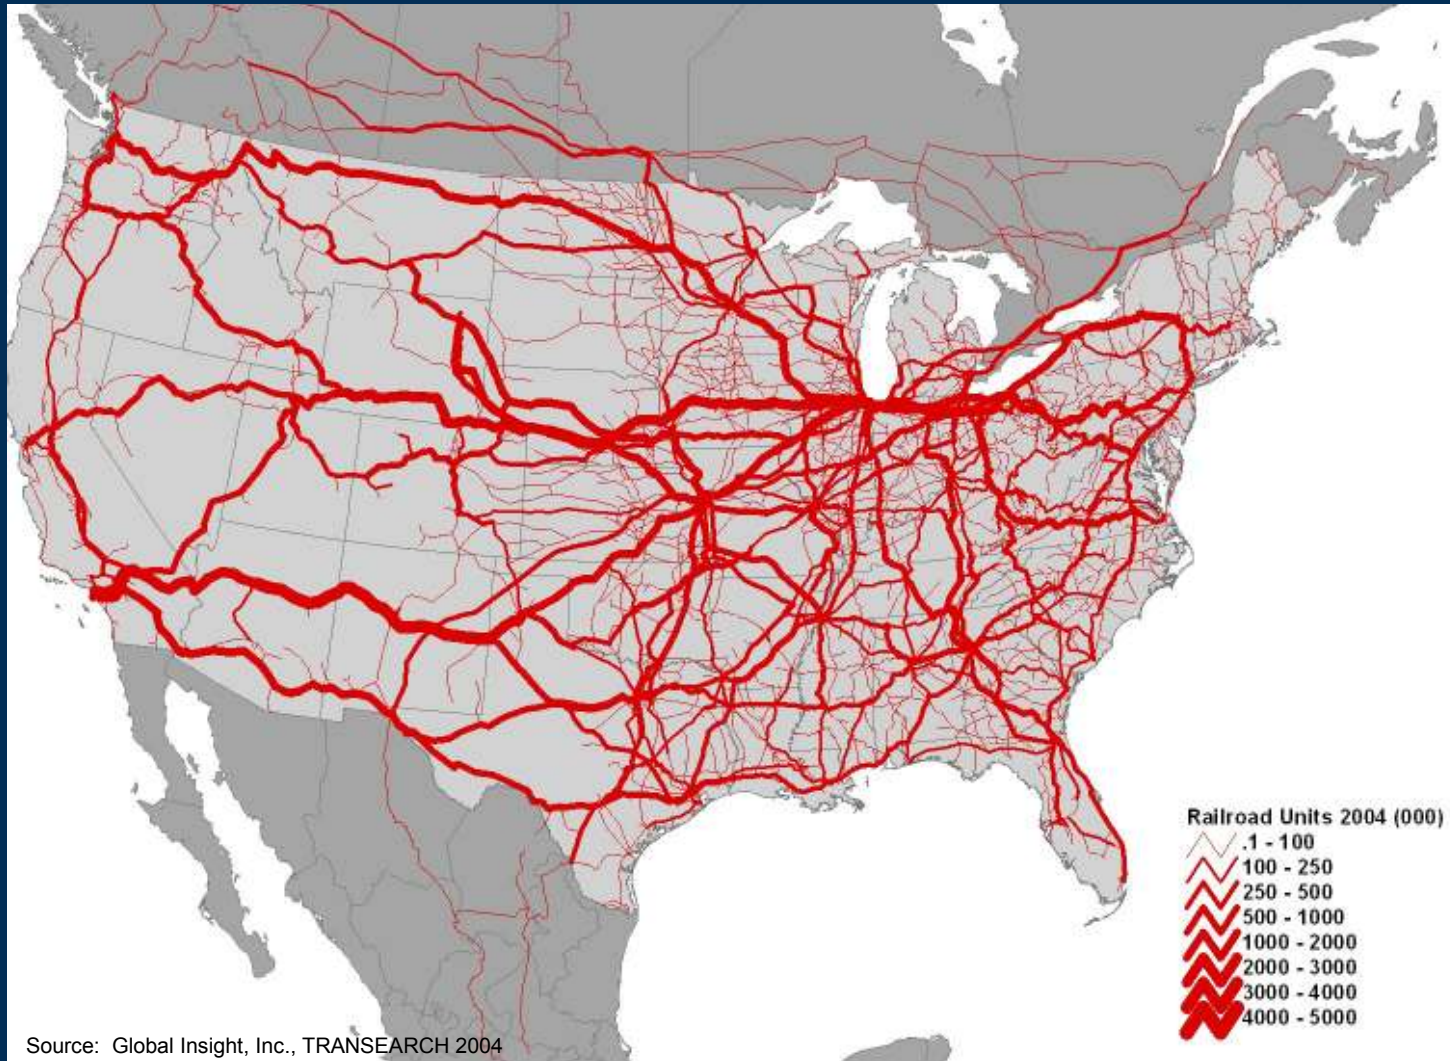 Railroad Units 2004 (000)
.1 - 100
100 - 250
250 - 500
500 - 1000
1000 - 2000
2000 - 3000
3000 - 4000
4000 - 5000
Source: Global Insight, Inc., TRANSEARCH 2004